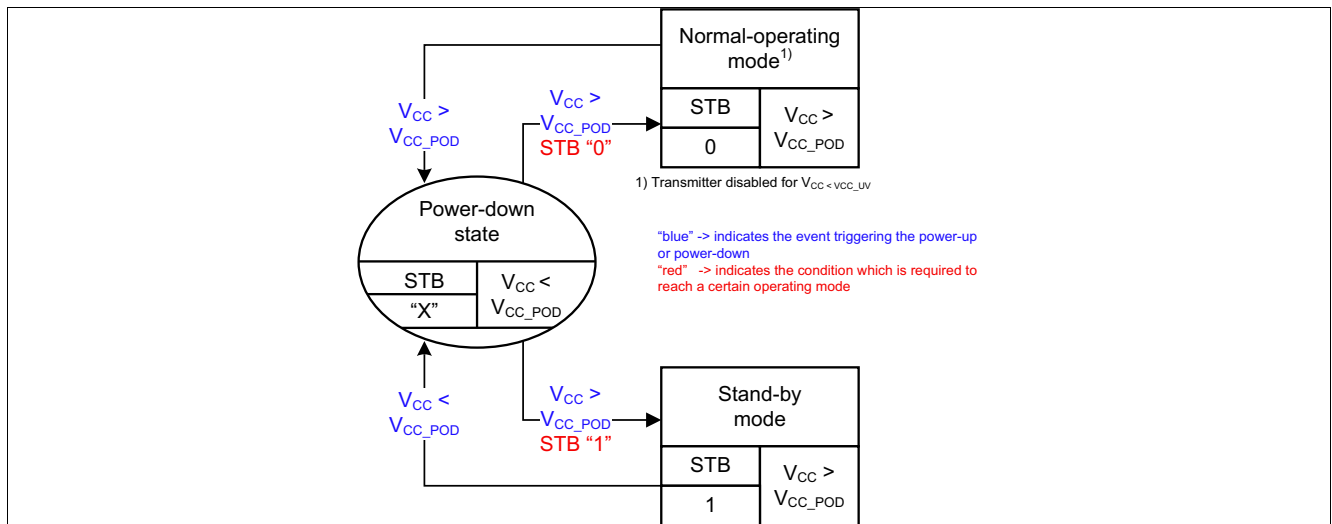 Normal-operating
mode1)
STB
0
VCC >
VCC_POD
1) Transmitter disabled for VCC < VCC_UV
VCC >
VCC_POD
VCC >
VCC_POD
STB “0”
Power-down
state
STB
“X”
VCC <
VCC_POD
“blue” -> indicates the event triggering the power-up
or power-down
“red” -> indicates the condition which is required to
reach a certain operating mode
VCC <
VCC_POD
VCC >
VCC_POD
STB “1”
Stand-by
mode
STB
1
VCC >
VCC_POD